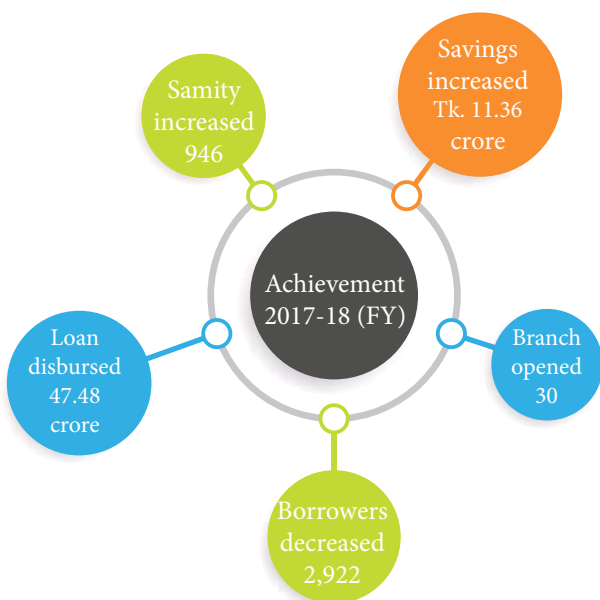 Savings
increased
Tk. 11.36
crore
Samity
increased
946
Achievement
2017-18 (FY)
Loan
disbursed
47.48
crore
Branch
opened
30
Borrowers
decreased
2,922